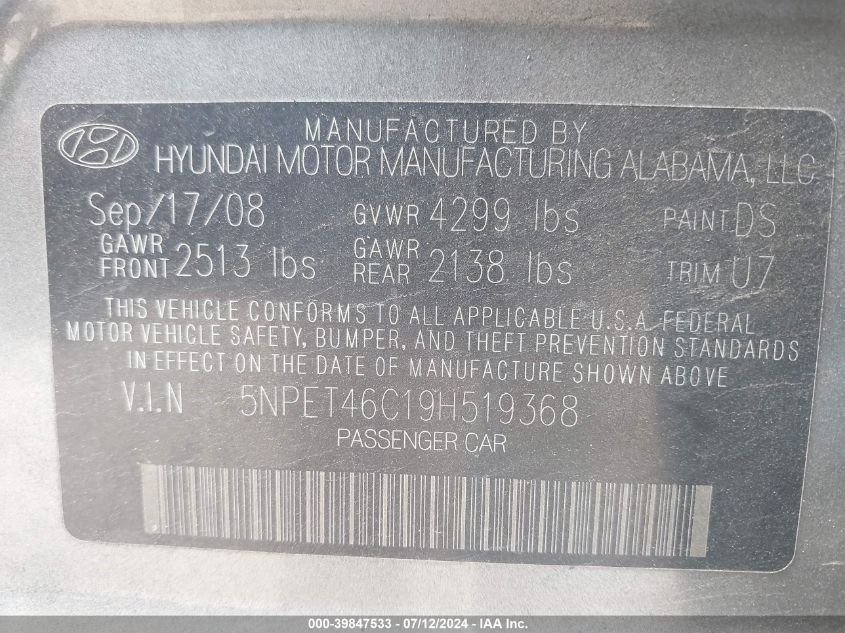 MANUFACTURED BY
HYUNDAI MOTOR MANUFACTURING ALABAMA, LLC
Sep/17/08 GVWR 4299 lbs PAINT DS
GAWR FRONT 2513 lbs GAWR REAR 2138 lbs TRIM U7
THIS VEHICLE CONFORMS TO ALL APPLICABLE U.S.A. FEDERAL
MOTOR VEHICLE SAFETY, BUMPER, AND THEFT PREVENTION STANDARDS
IN EFFECT ON THE DATE OF MANUFACTURE SHOWN ABOVE
V.I.N 5NPET46C19H519368
PASSENGER CAR
000-39847533 - 07/12/2024 - IAA Inc.